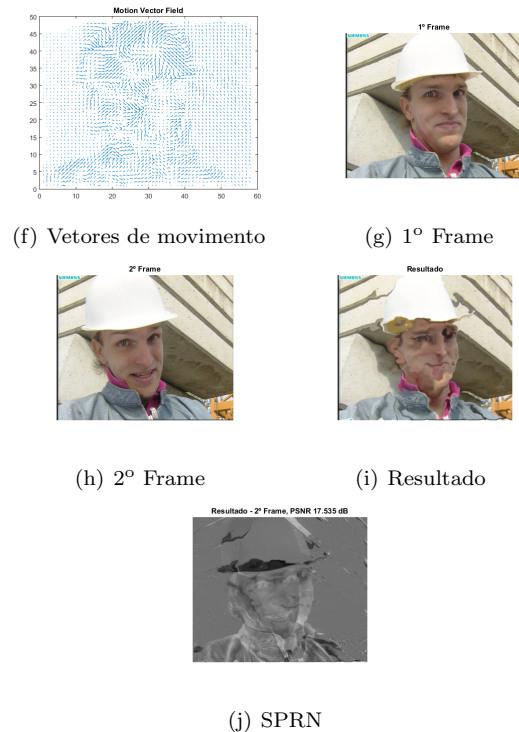 Motion Vector Field
50
45
40
35
30
25
20
15
10
5
0
0 10 20 30 40 50 60
(f) Vetores de movimento
1º Frame
SIEMENS
(g) 1º Frame
2º Frame
SIEMENS
(h) 2º Frame
Resultado
SIEMENS
(i) Resultado
Resultado - 2º Frame, PSNR 17.535 dB
(j) SPRN